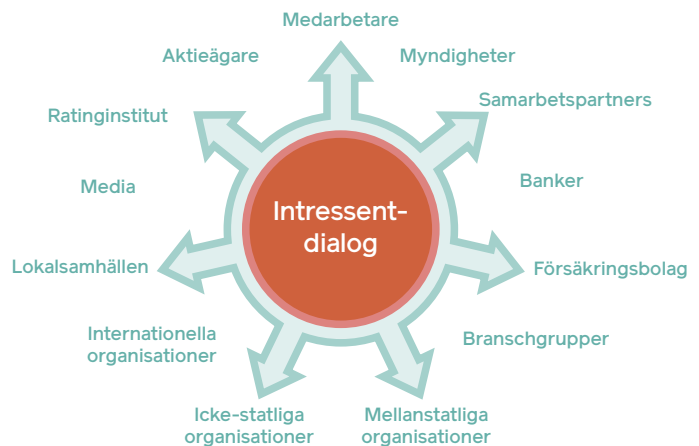 Medarbetare
Aktieägare
Myndigheter
Ratinginstitut
Samarbetspartners
Media
Banker
Intressent-
dialog
Lokalsamhällen
Försäkringsbolag
Internationella
organisationer
Branschgrupper
Icke-statliga
organisationer
Mellanstatliga
organisationer